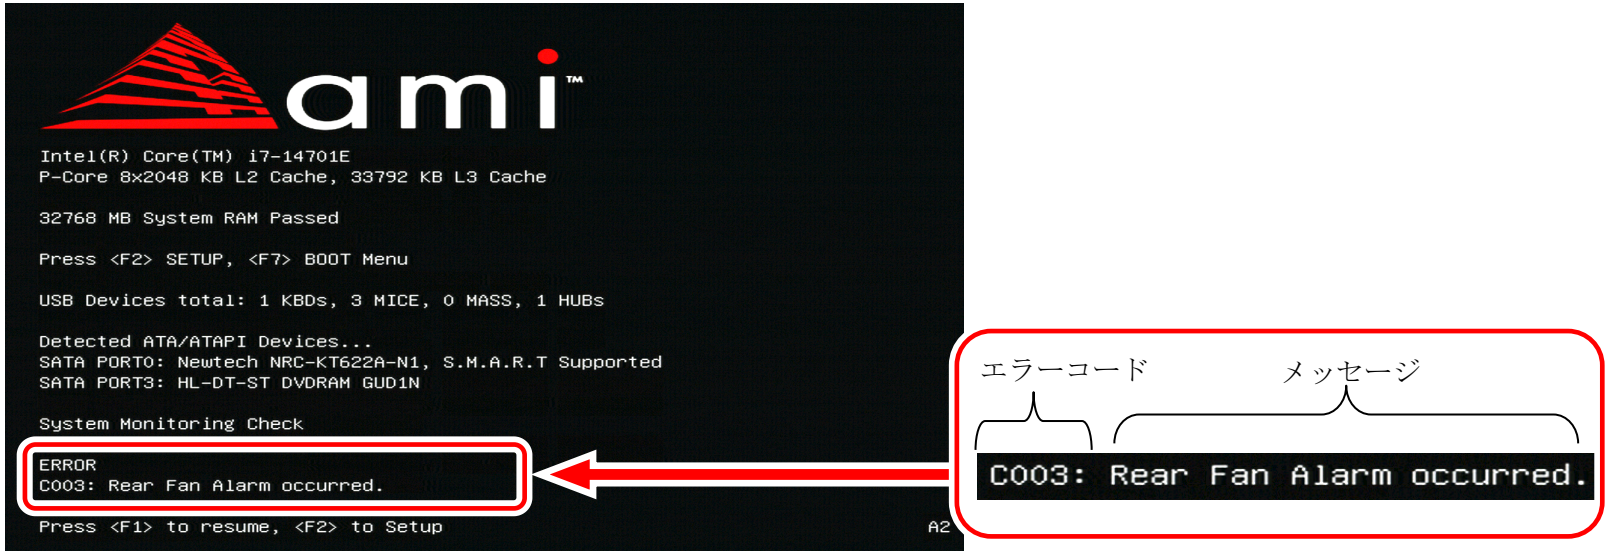 ami™
Intel(R) Core(TM) i7-14701E
P-Core 8x2048 KB L2 Cache, 33792 KB L3 Cache
32768 MB System RAM Passed
Press <F2> SETUP, <F7> BOOT Menu
USB Devices total: 1 KBDs, 3 MICE, 0 MASS, 1 HUBs
Detected ATA/ATAPI Devices...
SATA PORT0: Newtech NRC-KT622A-N1, S.M.A.R.T Supported
SATA PORT3: HL-DT-ST DVDRAM GUD1N
System Monitoring Check
ERROR
C003: Rear Fan Alarm occurred.
Press <F1> to resume, <F2> to Setup
A2
エラーコード
メッセージ
C003: Rear Fan Alarm occurred.